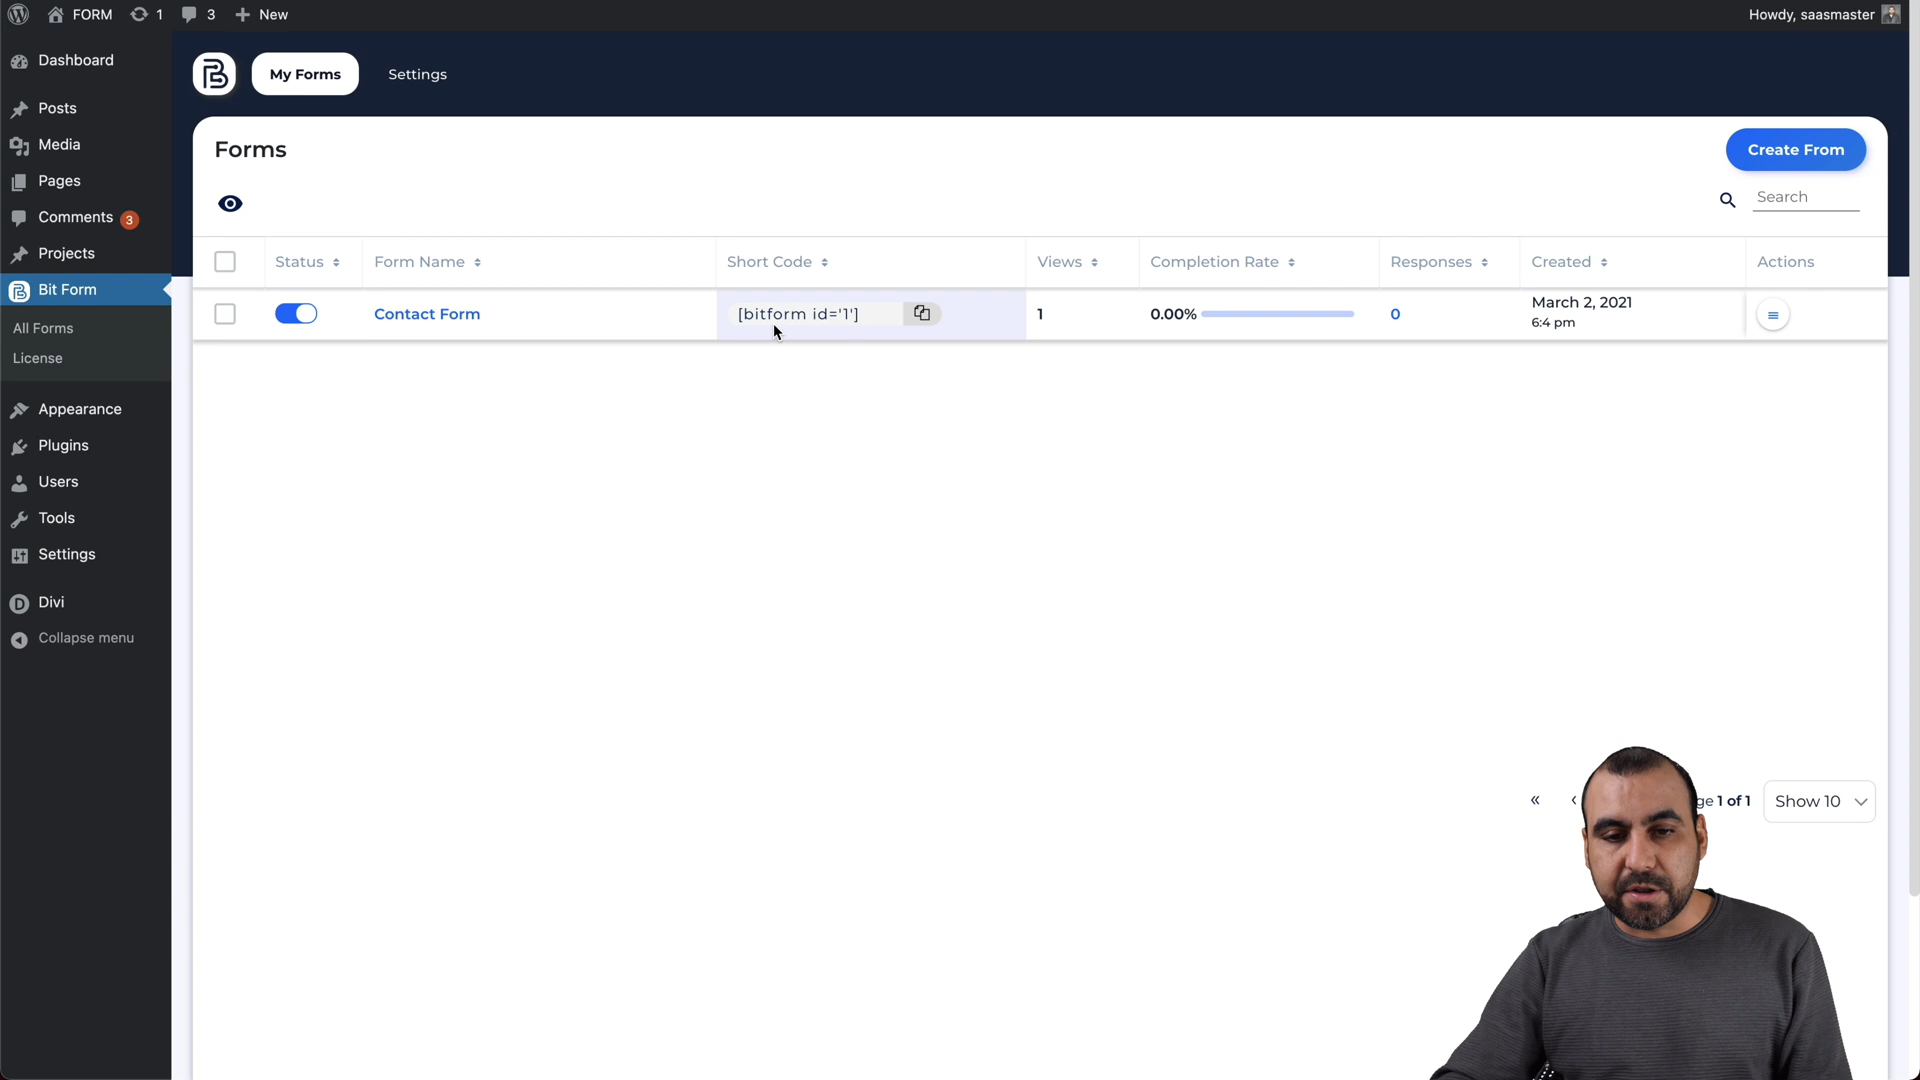 FORM 1 3 New Howdy, saasmaster
Dashboard
Posts
Media
Pages
Comments 3
Projects
Bit Form
All Forms
License
Appearance
Plugins
Users
Tools
Settings
Divi
Collapse menu
My Forms Settings
Forms Create From
Search
Status Form Name Short Code Views Completion Rate Responses Created Actions
Contact Form [bitform id='1'] 1 0.00% 0 March 2, 2021
6:4 pm
« ‹ ge 1 of 1 Show 10